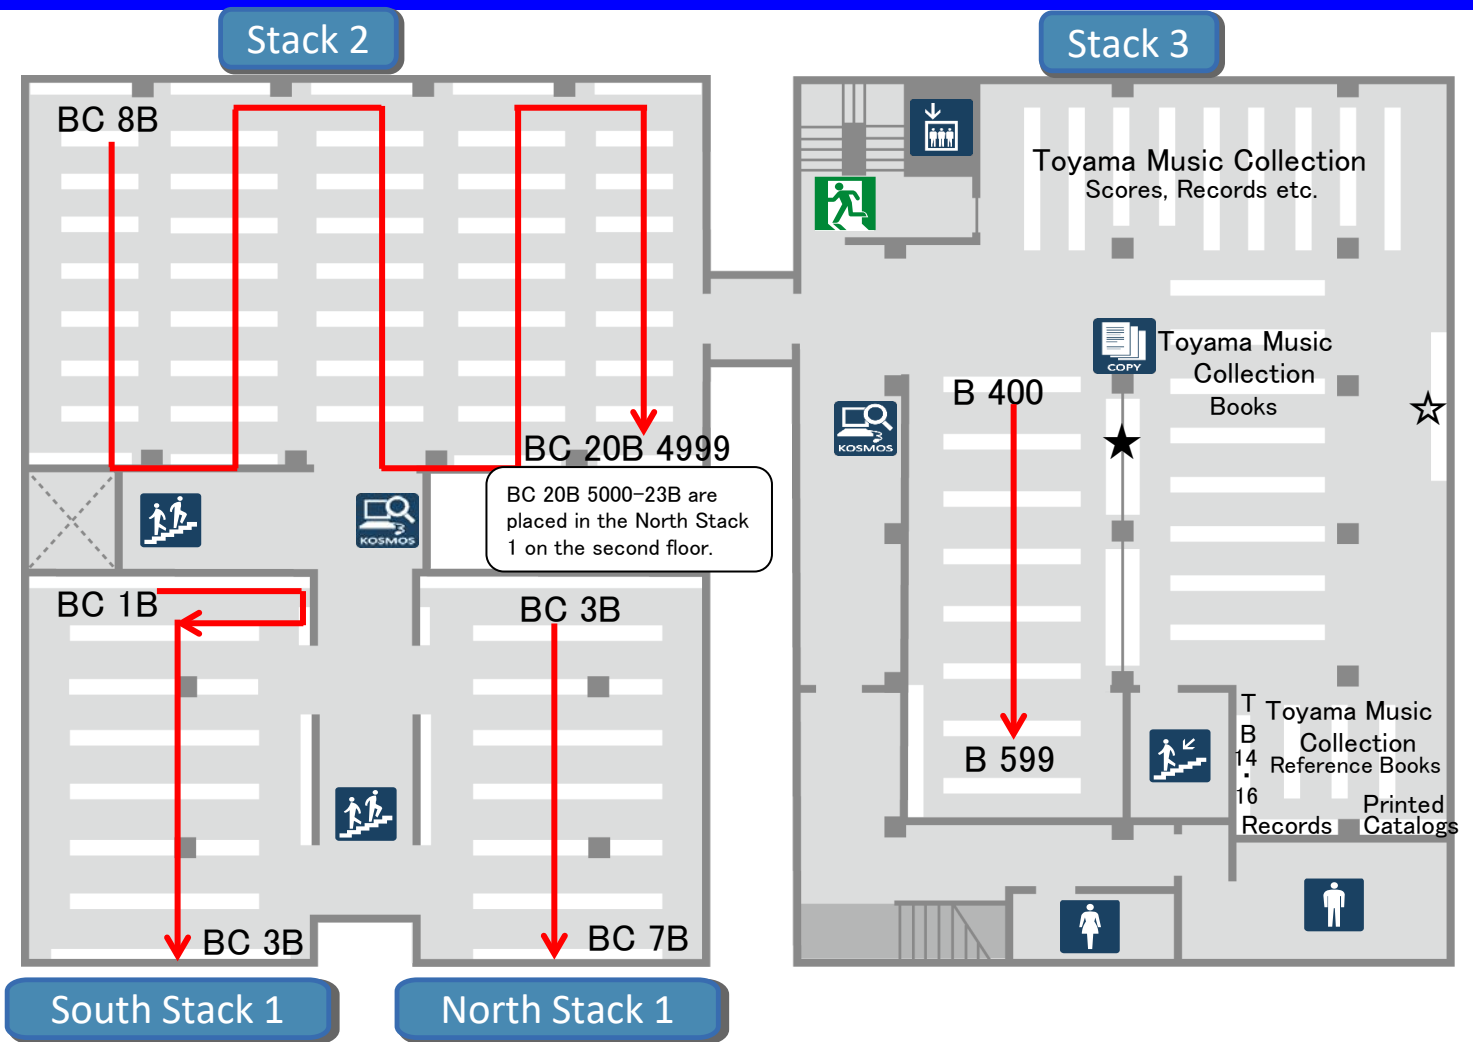 Stack 2
Stack 3
BC 8B
Toyama Music Collection
Scores, Records etc.
COPY
Toyama Music
Collection
Books
B 400
KOSMOS
BC 20B 4999
BC 20B 5000-23B are
placed in the North Stack
1 on the second floor.
KOSMOS
BC 1B
BC 3B
B 599
T
B
14
・
16
Records
Toyama Music
Collection
Reference Books
Printed
Catalogs
BC 3B
BC 7B
South Stack 1
North Stack 1